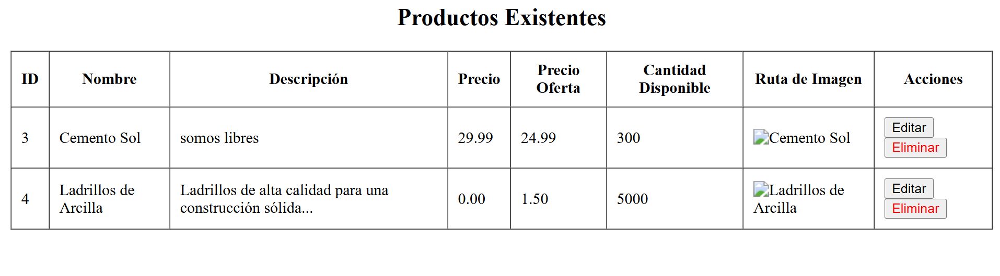 Productos Existentes
ID Nombre Descripción Precio Precio Oferta Cantidad Disponible Ruta de Imagen Acciones
3 Cemento Sol somos libres 29.99 24.99 300 Cemento Sol Editar
Eliminar
4 Ladrillos de Arcilla Ladrillos de alta calidad para una construcción sólida... 0.00 1.50 5000 Ladrillos de Arcilla Editar
Eliminar